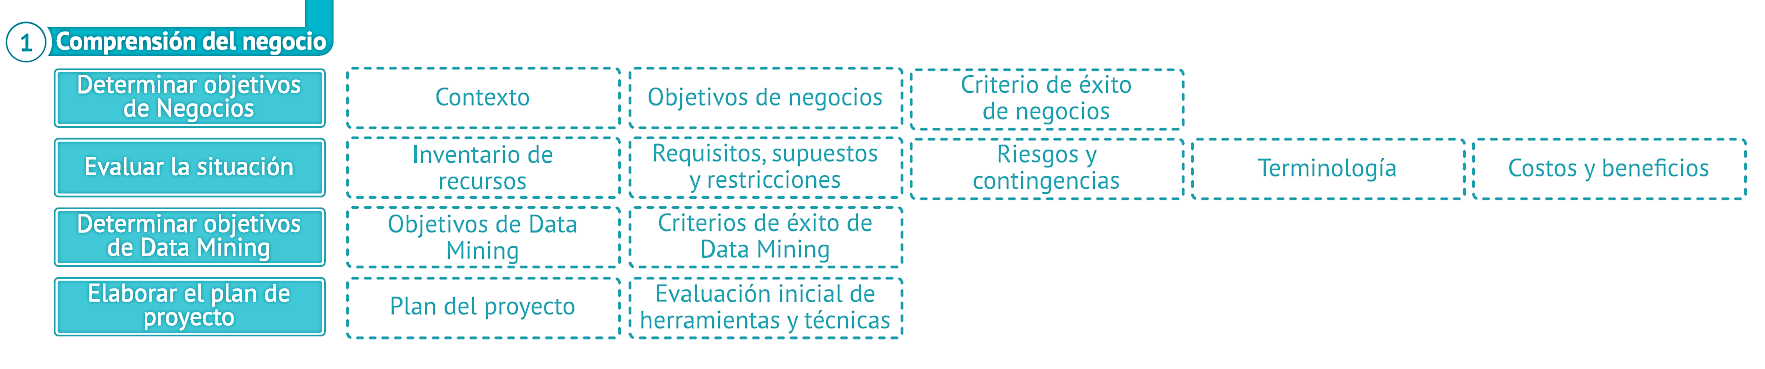 1 Comprensión del negocio
Determinar objetivos
de Negocios
Contexto
Objetivos de negocios
Criterio de éxito
de negocios
Evaluar la situación
Inventario de
recursos
Requisitos, supuestos
y restricciones
Riesgos y
contingencias
Terminología
Costos y beneficios
Determinar objetivos
de Data Mining
Objetivos de Data
Mining
Criterios de éxito de
Data Mining
Elaborar el plan de
proyecto
Plan del proyecto
Evaluación inicial de
herramientas y técnicas